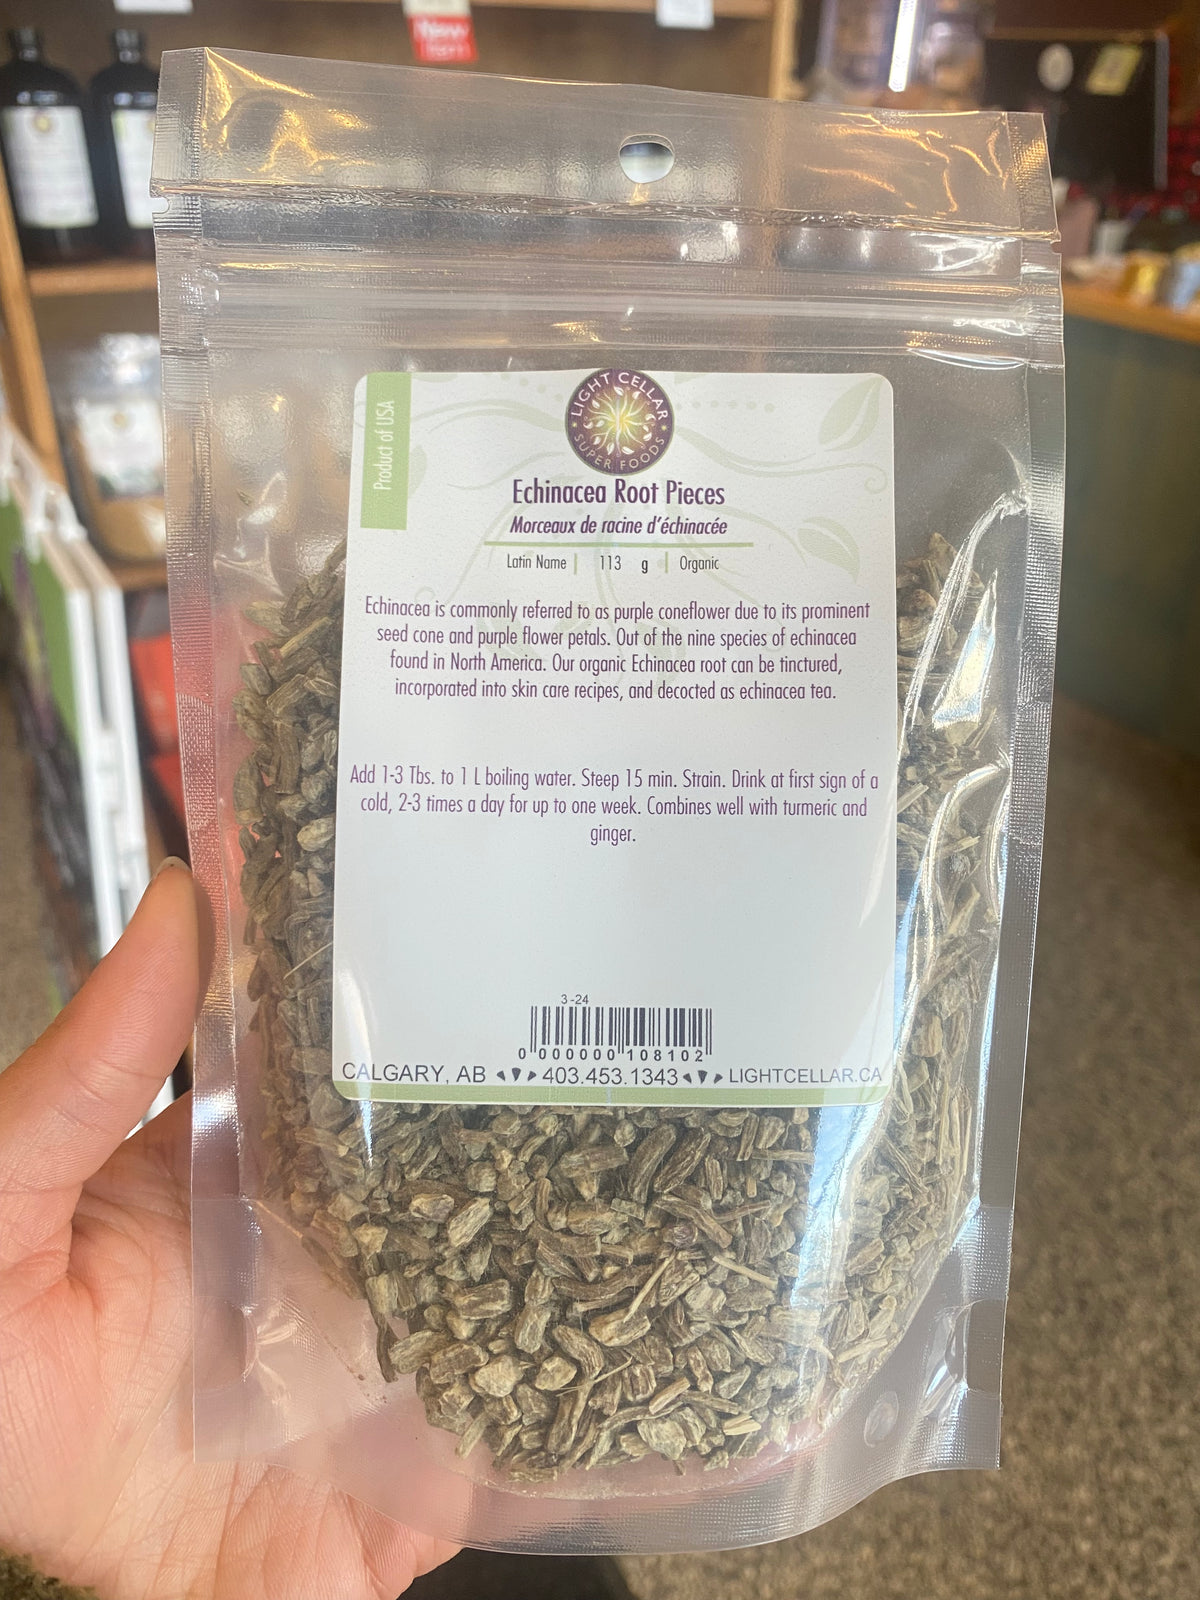 New
Item
LIGHT CELLAR
SUPER FOODS
Product of USA
Echinacea Root Pieces
Morceaux de racine d'échinacée
Latin Name | 113 g | Organic
Echinacea is commonly referred to as purple coneflower due to its prominent
seed cone and purple flower petals. Out of the nine species of echinacea
found in North America. Our organic Echinacea root can be tinctured,
incorporated into skin care recipes, and decocted as echinacea tea.
Add 1-3 Tbs. to 1 L boiling water. Steep 15 min. Strain. Drink at first sign of a
cold, 2-3 times a day for up to one week. Combines well with turmeric and
ginger.
3-24
0 000000 108102
CALGARY, AB 403.453.1343 LIGHTCELLAR.CA